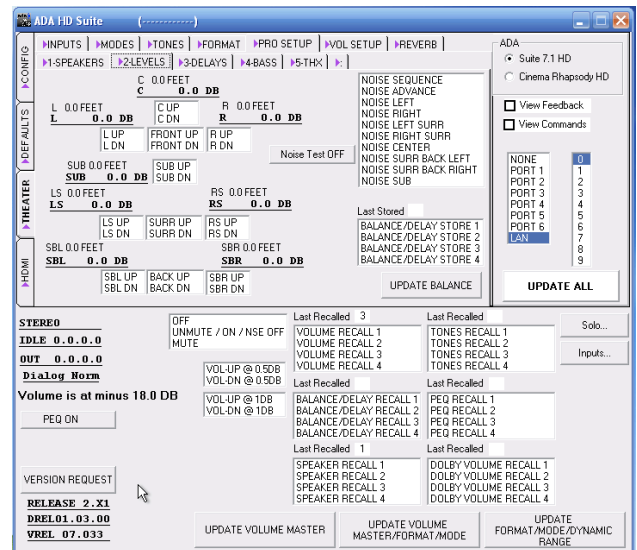 ADA HD Suite (------------)
INPUTS MODES TONES FORMAT PRO SETUP VOL SETUP REVERB
1-SPEAKERS 2-LEVELS 3-DELAYS 4-BASS 5-THX :
CONFIG
DEFAULTS
THEATER
HDMI
C 0.0 FEET
C 0.0 DB
L 0.0 FEET
L 0.0 DB
C UP
C DN
R 0.0 FEET
R 0.0 DB
L UP
L DN
FRONT UP
FRONT DN
R UP
R DN
SUB 0.0 FEET
SUB 0.0 DB
SUB UP
SUB DN
LS 0.0 FEET
LS 0.0 DB
RS 0.0 FEET
RS 0.0 DB
LS UP
LS DN
SURR UP
SURR DN
RS UP
RS DN
SBL 0.0 FEET
SBL 0.0 DB
SBR 0.0 FEET
SBR 0.0 DB
SBL UP
SBL DN
BACK UP
BACK DN
SBR UP
SBR DN
Noise Test OFF
NOISE SEQUENCE
NOISE ADVANCE
NOISE LEFT
NOISE RIGHT
NOISE LEFT SURR
NOISE RIGHT SURR
NOISE CENTER
NOISE SURR BACK LEFT
NOISE SURR BACK RIGHT
NOISE SUB
Last Stored
BALANCE/DELAY STORE 1
BALANCE/DELAY STORE 2
BALANCE/DELAY STORE 3
BALANCE/DELAY STORE 4
UPDATE BALANCE
ADA
Suite 7.1 HD
Cinema Rhapsody HD
View Feedback
View Commands
NONE
PORT 1
PORT 2
PORT 3
PORT 4
PORT 5
PORT 6
LAN
0
1
2
3
4
5
6
7
8
9
UPDATE ALL
STEREO
IDLE 0.0.0.0
OUT 0.0.0.0
Dialog Norm
Volume is at minus 18.0 DB
PEQ ON
VERSION REQUEST
RELEASE 2.X1
DREL01.03.00
VREL 07.033
OFF
UNMUTE / ON / NSE OFF
MUTE
VOL-UP @ 0.5DB
VOL-DN @ 0.5DB
VOL-UP @ 1DB
VOL-DN @ 1DB
Last Recalled 3
VOLUME RECALL 1
VOLUME RECALL 2
VOLUME RECALL 3
VOLUME RECALL 4
Last Recalled
TONES RECALL 1
TONES RECALL 2
TONES RECALL 3
TONES RECALL 4
Last Recalled
BALANCE/DELAY RECALL 1
BALANCE/DELAY RECALL 2
BALANCE/DELAY RECALL 3
BALANCE/DELAY RECALL 4
Last Recalled
PEQ RECALL 1
PEQ RECALL 2
PEQ RECALL 3
PEQ RECALL 4
Last Recalled 1
SPEAKER RECALL 1
SPEAKER RECALL 2
SPEAKER RECALL 3
SPEAKER RECALL 4
Last Recalled
DOLBY VOLUME RECALL 1
DOLBY VOLUME RECALL 2
DOLBY VOLUME RECALL 3
DOLBY VOLUME RECALL 4
Solo...
Inputs...
UPDATE VOLUME MASTER
UPDATE VOLUME
MASTER/FORMAT/MODE
UPDATE
FORMAT/MODE/DYNAMIC
RANGE